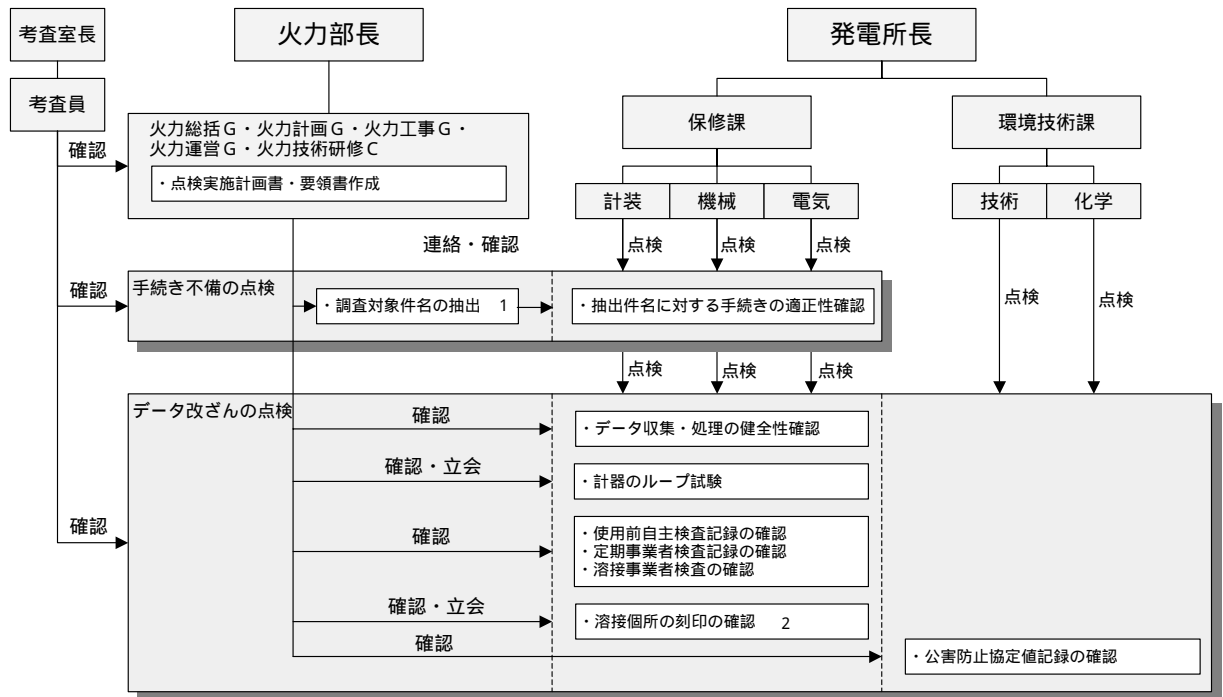 考査室長
火力部長
発電所長
考査員
保修課
環境技術課
火力総括G・火力計画G・火力工事G・
火力運営G・火力技術研修C
確認
・点検実施計画書・要領書作成
計装
機械
電気
技術
化学
連絡・確認
点検
点検
点検
手続き不備の点検
確認
・調査対象件名の抽出 1
・抽出件名に対する手続きの適正性確認
点検
点検
点検
点検
点検
データ改ざんの点検
確認
・データ収集・処理の健全性確認
確認・立会
・計器のループ試験
確認
確認
・使用前自主検査記録の確認
・定期事業者検査記録の確認
・溶接事業者検査の確認
確認・立会
・溶接個所の刻印の確認 2
確認
・公害防止協定値記録の確認